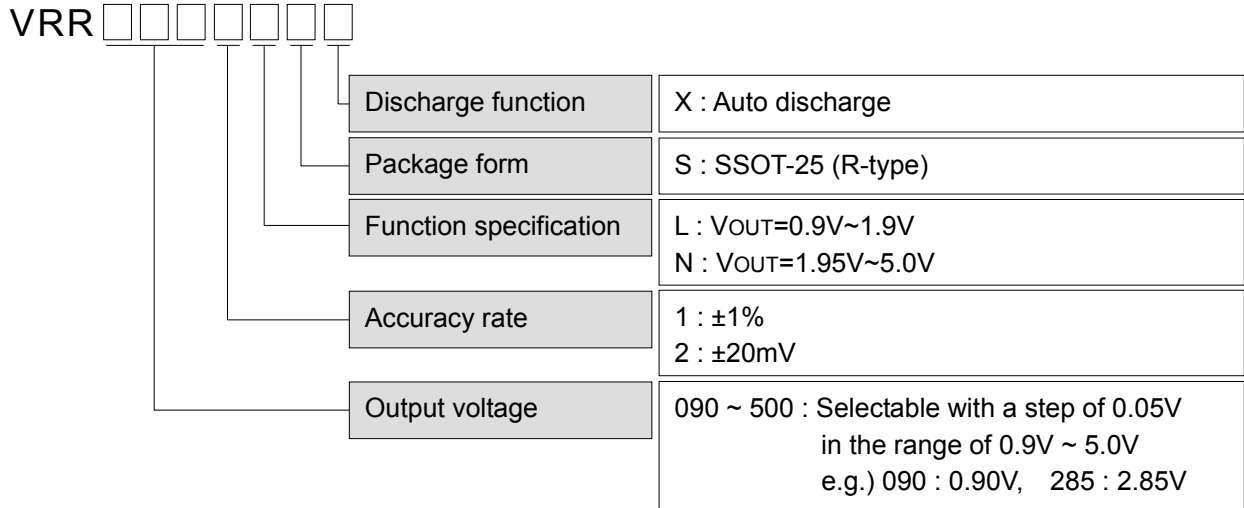 VRR
Discharge function
X : Auto discharge
Package form
S : SSOT-25 (R-type)
Function specification
L : VOUT=0.9V~1.9V
N : VOUT=1.95V~5.0V
Accuracy rate
1 : ±1%
2 : ±20mV
Output voltage
090 ~ 500 : Selectable with a step of 0.05V
in the range of 0.9V ~ 5.0V
e.g.) 090 : 0.90V, 285 : 2.85V